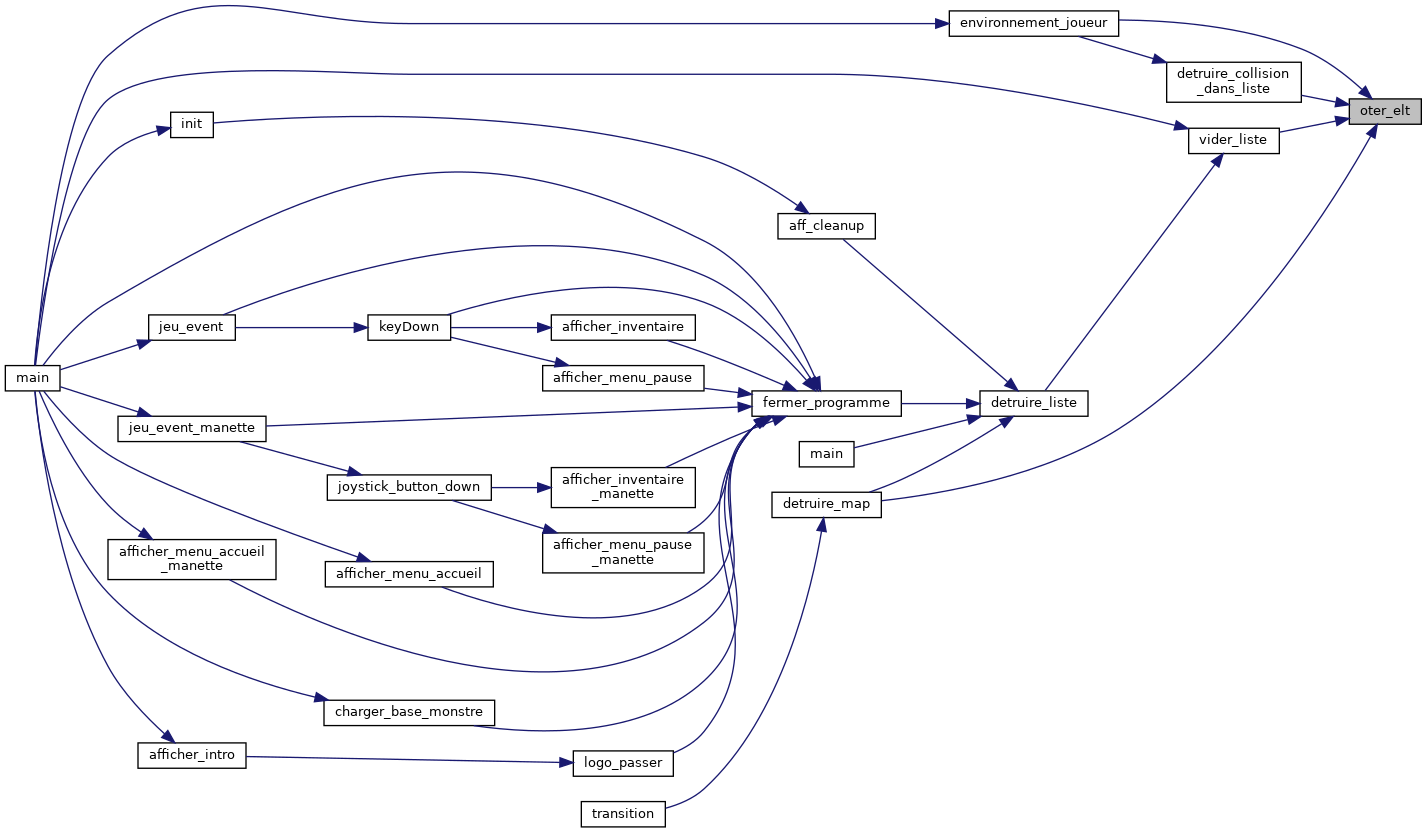 environnement_joueur
detruire_collision
_dans_liste
oter_elt
init
vider_liste
aff_cleanup
jeu_event
keyDown
afficher_inventaire
main
afficher_menu_pause
fermer_programme
detruire_liste
jeu_event_manette
main
joystick_button_down
afficher_inventaire
_manette
detruire_map
afficher_menu_accueil
_manette
afficher_menu_pause
_manette
afficher_menu_accueil
charger_base_monstre
afficher_intro
logo_passer
transition